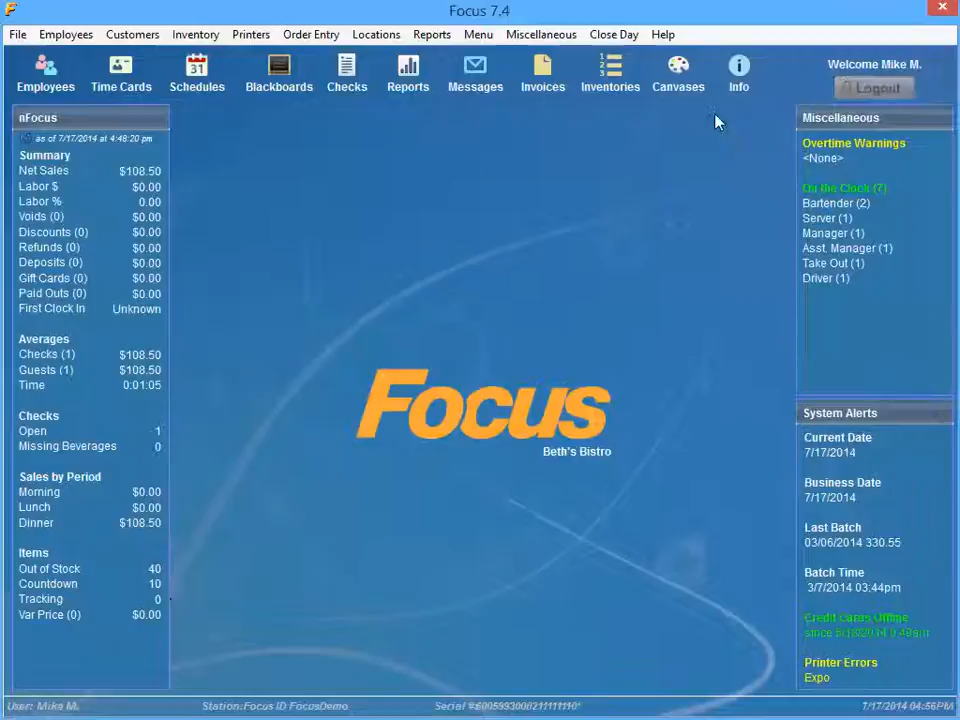 Focus 7.4
File Employees Customers Inventory Printers Order Entry Locations Reports Menu Miscellaneous Close Day Help
Employees Time Cards Schedules Blackboards Checks Reports Messages Invoices Inventories Canvases Info
Welcome Mike M.
Logout
nFocus
as of 7/17/2014 at 4:48:20 pm
Summary
Net Sales $108.50
Labor $ $0.00
Labor % 0.00
Voids (0) $0.00
Discounts (0) $0.00
Refunds (0) $0.00
Deposits (0) $0.00
Gift Cards (0) $0.00
Paid Outs (0) $0.00
First Clock In Unknown
Averages
Checks (1) $108.50
Guests (1) $108.50
Time 0:01:05
Checks
Open 1
Missing Beverages 0
Sales by Period
Morning $0.00
Lunch $0.00
Dinner $108.50
Items
Out of Stock 40
Countdown 10
Tracking 0
Var Price (0) $0.00
Focus
Beth's Bistro
Miscellaneous
Overtime Warnings
<None>
On the Clock (7)
Bartender (2)
Server (1)
Manager (1)
Asst. Manager (1)
Take Out (1)
Driver (1)
System Alerts
Current Date
7/17/2014
Business Date
7/17/2014
Last Batch
03/06/2014 330.55
Batch Time
3/7/2014 03:44pm
Credit Cards Offline
since 6/18/2014 9:49am
Printer Errors
Expo
User: Mike M. Station:Focus ID FocusDemo Serial #: 7/17/2014 04:56PM